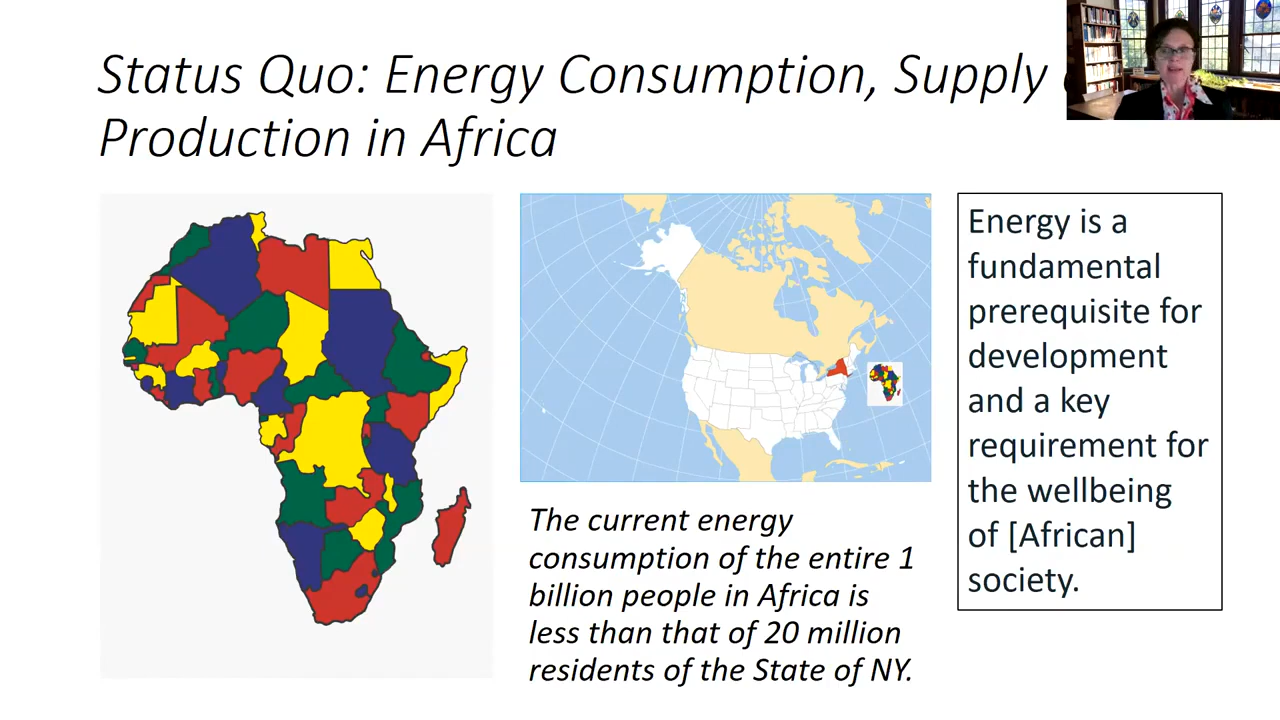 Status Quo: Energy Consumption, Supply
Production in Africa
The current energy
consumption of the entire 1
billion people in Africa is
less than that of 20 million
residents of the State of NY.
Energy is a
fundamental
prerequisite for
development
and a key
requirement for
the wellbeing
of [African]
society.